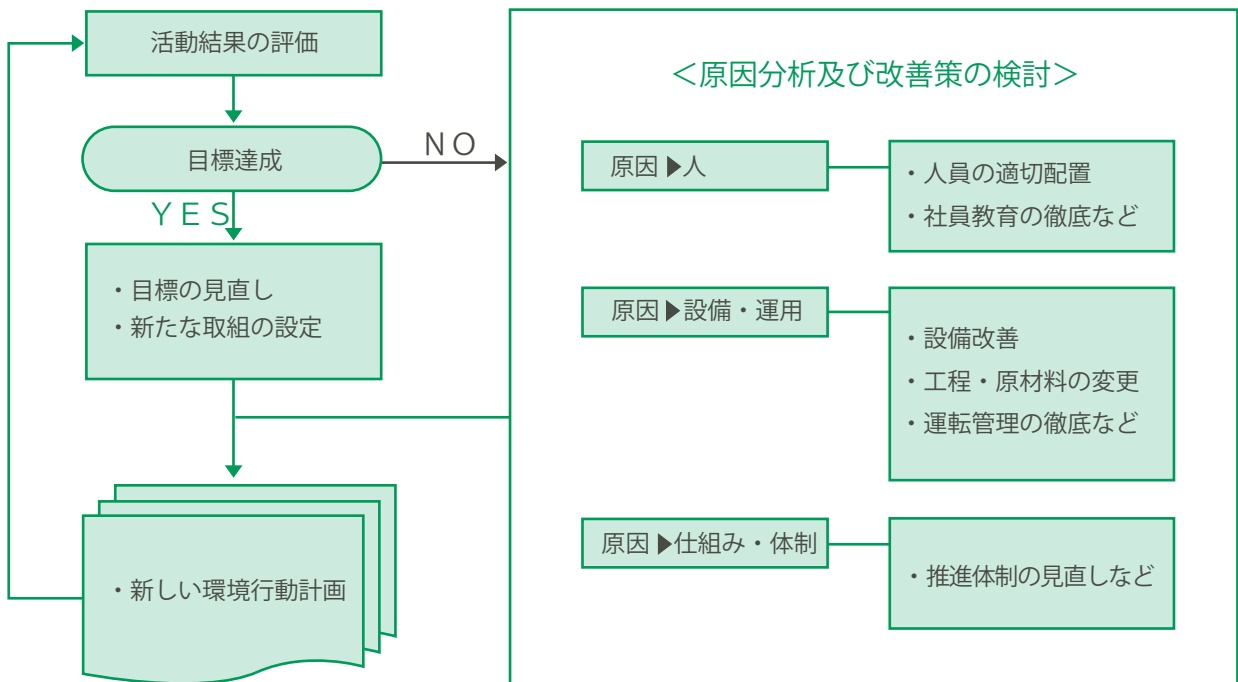 活動結果の評価
目標達成
NO
YES
・目標の見直し
・新たな取組の設定
・新しい環境行動計画
＜原因分析及び改善策の検討＞
原因▶人
・人員の適切配置
・社員教育の徹底など
原因▶設備・運用
・設備改善
・工程・原材料の変更
・運転管理の徹底など
原因▶仕組み・体制
・推進体制の見直しなど